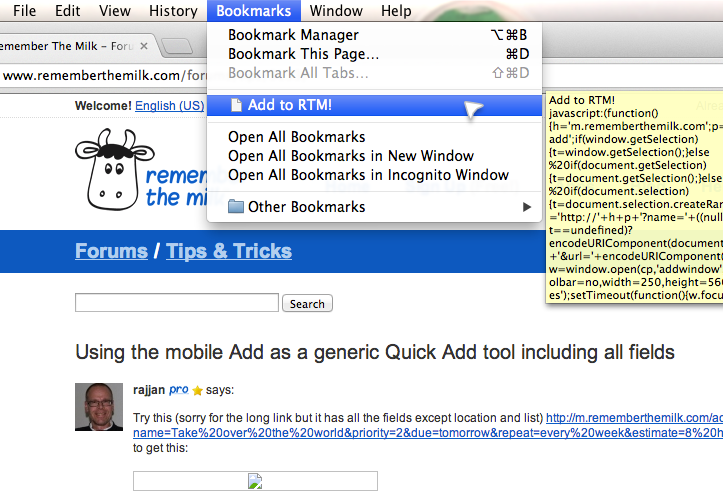 File Edit View History Bookmarks Window Help
Bookmark Manager ⌥⌘B
Bookmark This Page... ⌘D
Bookmark All Tabs... ⇧⌘D
Add to RTM!
Open All Bookmarks
Open All Bookmarks in New Window
Open All Bookmarks in Incognito Window
Other Bookmarks
emember The Milk – Foru
www.rememberthemilk.com/foru
Add to RTM!
javascript:(function()
{h='m.rememberthemilk.com';p=
add';if(window.getSelection)
{t=window.getSelection();}else
%20if(document.getSelection)
{t=document.getSelection();}else
%20if(document.selection)
{t=document.selection.createRan
='http://'+h+p+'?name='+((null
t==undefined)?
encodeURIComponent(document
+'&url='+encodeURIComponent(
w=window.open(cp,'addwindow'
olbar=no,width=250,height=560
es');setTimeout(function(){w.focu
Welcome! English (US)
remem
the mil
Forums / Tips & Tricks
Search
Using the mobile Add as a generic Quick Add tool including all fields
rajjan pro says:
Try this (sorry for the long link but it has all the fields except location and list) http://m.rememberthemilk.com/ad
name=Take%20over%20the%20world&priority=2&due=tomorrow&repeat=every%20week&estimate=8%20h
to get this: